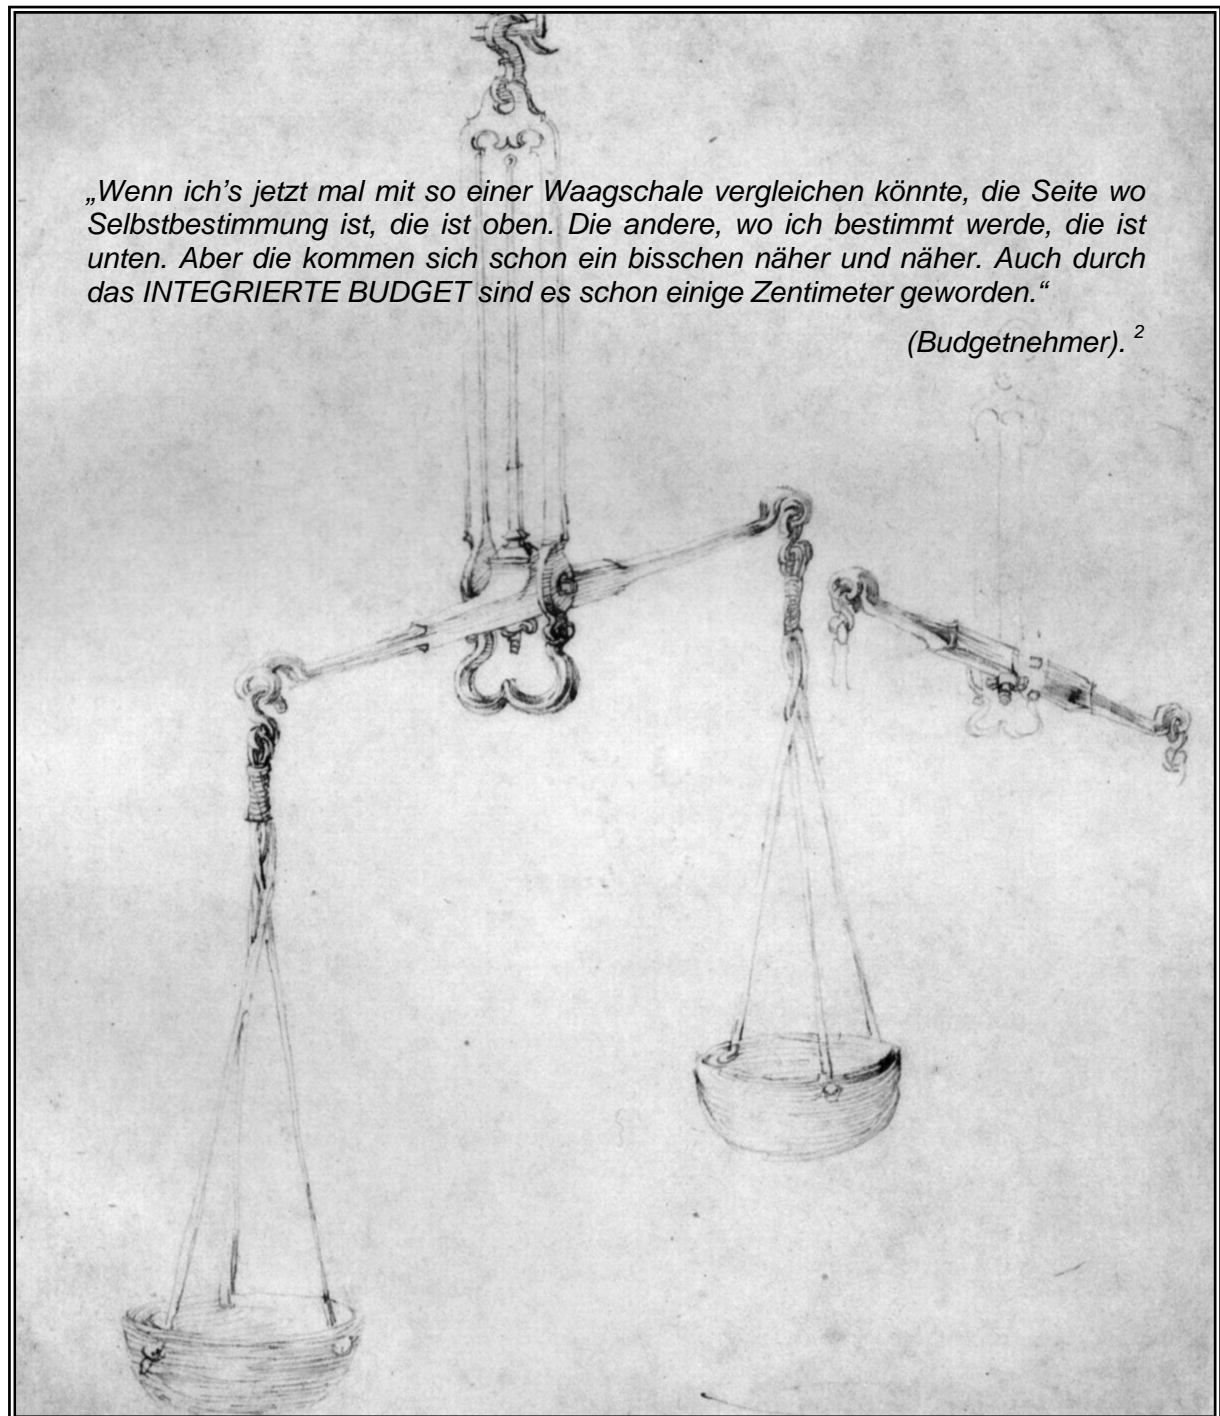 „Wenn ich’s jetzt mal mit so einer Waagschale vergleichen könnte, die Seite wo
Selbstbestimmung ist, die ist oben. Die andere, wo ich bestimmt werde, die ist
unten. Aber die kommen sich schon ein bisschen näher und näher. Auch durch
das INTEGRIERTE BUDGET sind es schon einige Zentimeter geworden.“
(Budgetnehmer). 2